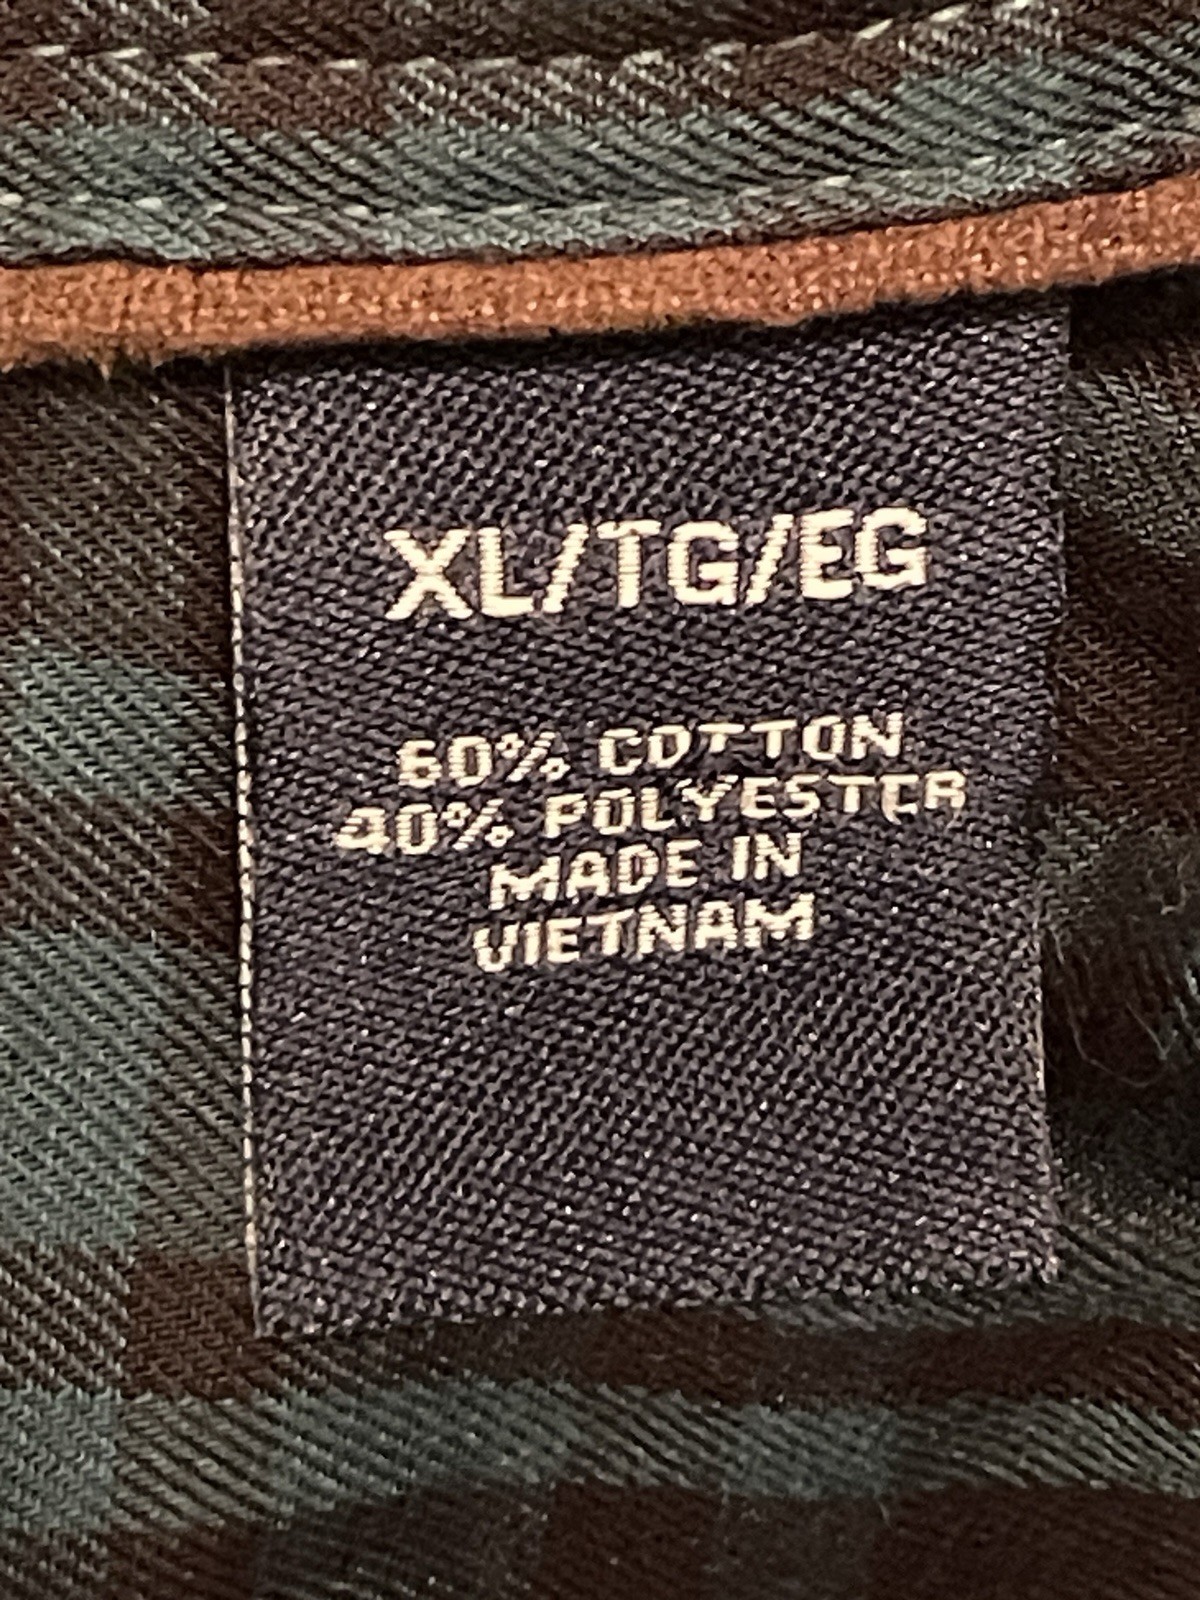 XL/TG/EG
60% COTTON
40% POLYESTER
MADE IN
VIETNAM